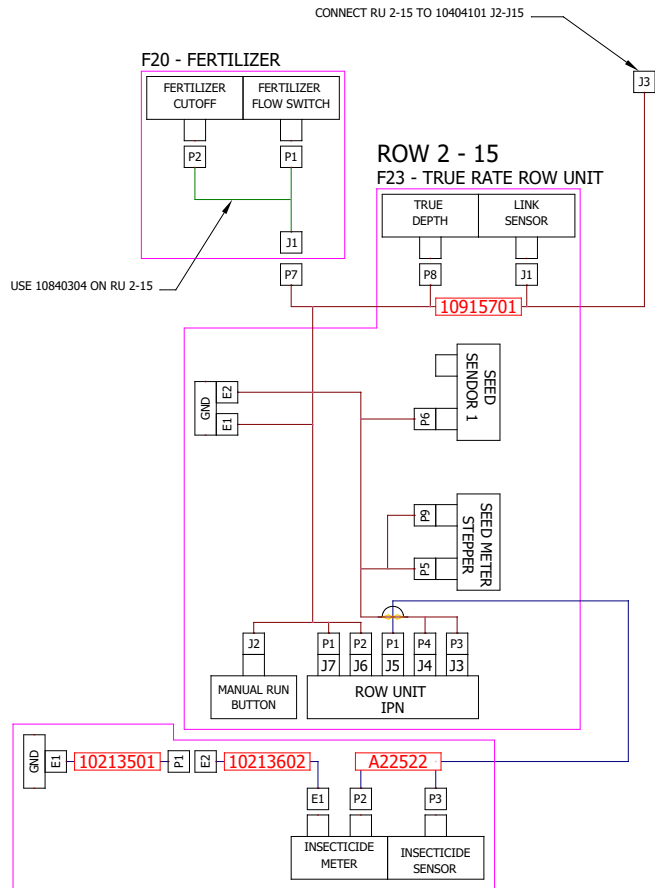 CONNECT RU 2-15 TO 10404101 J2-J15
J3
F20 - FERTILIZER
FERTILIZER CUTOFF
FERTILIZER FLOW SWITCH
P2
P1
J1
P7
USE 10840304 ON RU 2-15
ROW 2 - 15
F23 - TRUE RATE ROW UNIT
TRUE DEPTH
LINK SENSOR
P8
J1
10915701
GND
E2
E1
SEED SENDOR 1
P6
SEED METER STEPPER
P9
P5
J2
P1
P2
P1
P4
P3
J7
J6
J5
J4
J3
MANUAL RUN BUTTON
ROW UNIT IPN
GND
E1
10213501
P1
E2
10213602
A22522
E1
P2
P3
INSECTICIDE METER
INSECTICIDE SENSOR